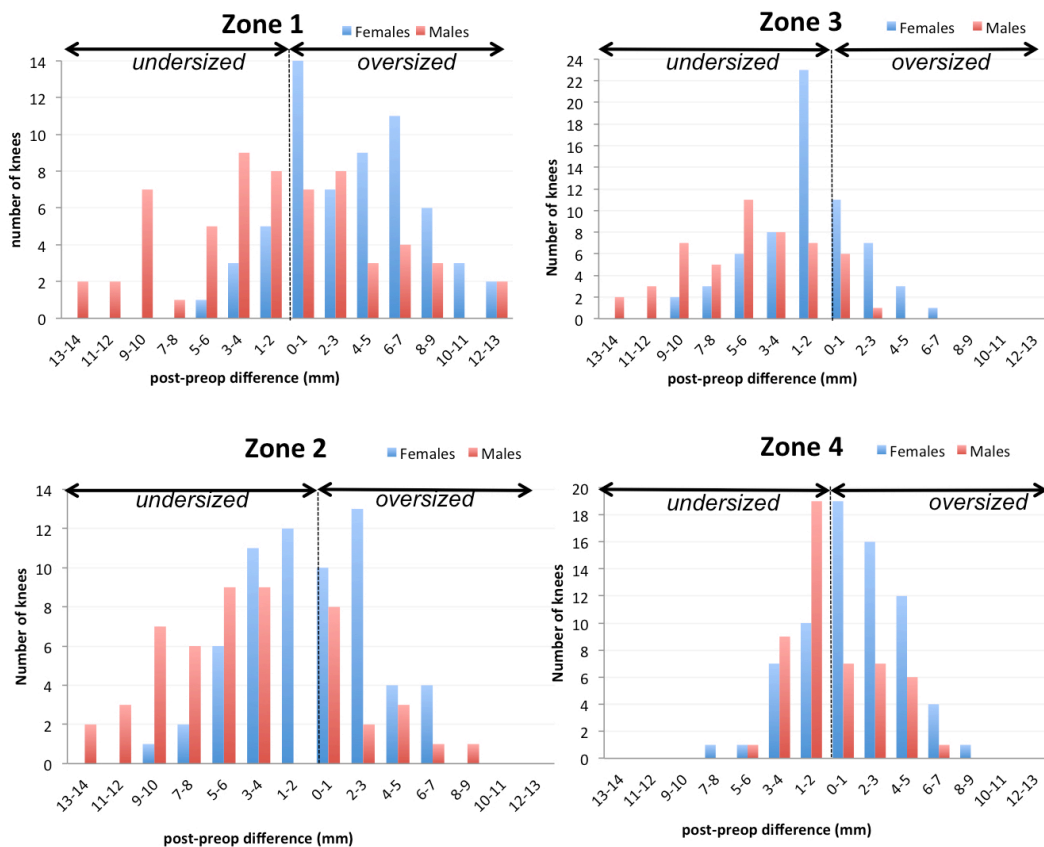 Zone 1
Females Males
undersized oversized
14
12
10
8
6
4
2
0
number of knees
13-14 11-12 9-10 7-8 5-6 3-4 1-2 0-1 2-3 4-5 6-7 8-9 10-11 12-13
post-preop difference (mm)
Zone 3
Females Males
undersized oversized
24
22
20
18
16
14
12
10
8
6
4
2
0
Number of knees
13-14 11-12 9-10 7-8 5-6 3-4 1-2 0-1 2-3 4-5 6-7 8-9 10-11 12-13
post-preop difference (mm)
Zone 2
Females Males
undersized oversized
14
12
10
8
6
4
2
0
Number of knees
13-14 11-12 9-10 7-8 5-6 3-4 1-2 0-1 2-3 4-5 6-7 8-9 10-11 12-13
post-preop difference (mm)
Zone 4
Females Males
undersized oversized
20
18
16
14
12
10
8
6
4
2
0
Number of knees
13-14 11-12 9-10 7-8 5-6 3-4 1-2 0-1 2-3 4-5 6-7 8-9 10-11 12-13
post-preop difference (mm)